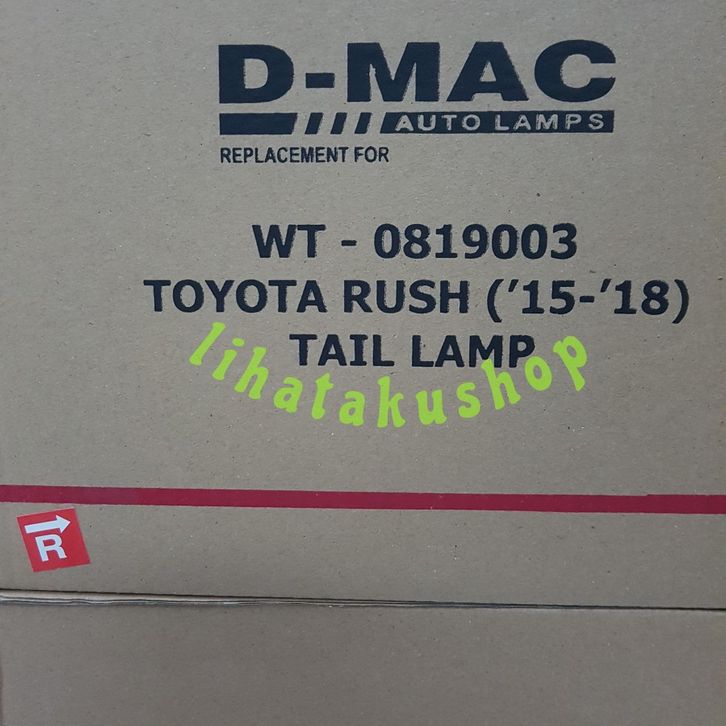 D-MAC
AUTO LAMPS
REPLACEMENT FOR
WT - 0819003
TOYOTA RUSH ('15-'18)
TAIL LAMP
lihatakushop
R